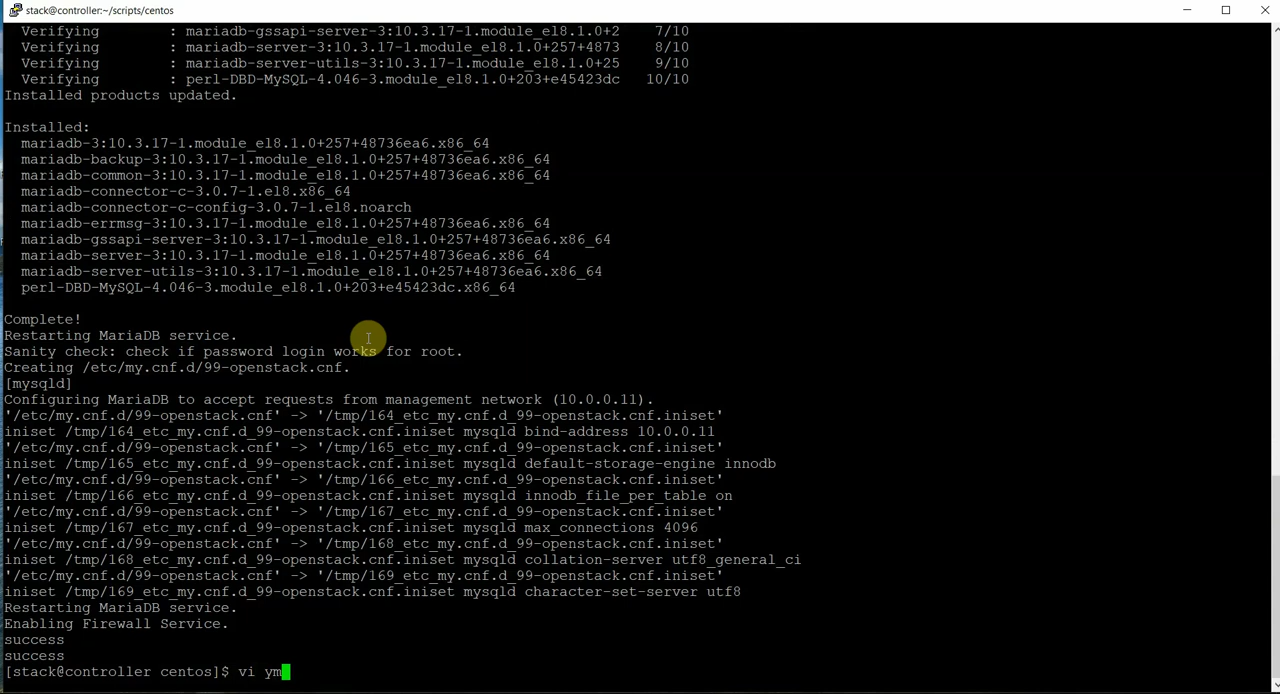 stack@controller:~/scripts/centos
Verifying : mariadb-gssapi-server-3:10.3.17-1.module_el8.1.0+2 7/10
Verifying : mariadb-server-3:10.3.17-1.module_el8.1.0+257+4873 8/10
Verifying : mariadb-server-utils-3:10.3.17-1.module_el8.1.0+25 9/10
Verifying : perl-DBD-MySQL-4.046-3.module_el8.1.0+203+e45423dc 10/10
Installed products updated.
Installed:
mariadb-3:10.3.17-1.module_el8.1.0+257+48736ea6.x86_64
mariadb-backup-3:10.3.17-1.module_el8.1.0+257+48736ea6.x86_64
mariadb-common-3:10.3.17-1.module_el8.1.0+257+48736ea6.x86_64
mariadb-connector-c-3.0.7-1.el8.x86_64
mariadb-connector-c-config-3.0.7-1.el8.noarch
mariadb-errmsg-3:10.3.17-1.module_el8.1.0+257+48736ea6.x86_64
mariadb-gssapi-server-3:10.3.17-1.module_el8.1.0+257+48736ea6.x86_64
mariadb-server-3:10.3.17-1.module_el8.1.0+257+48736ea6.x86_64
mariadb-server-utils-3:10.3.17-1.module_el8.1.0+257+48736ea6.x86_64
perl-DBD-MySQL-4.046-3.module_el8.1.0+203+e45423dc.x86_64
Complete!
Restarting MariaDB service.
Sanity check: check if password login works for root.
Creating /etc/my.cnf.d/99-openstack.cnf.
[mysqld]
Configuring MariaDB to accept requests from management network (10.0.0.11).
'/etc/my.cnf.d/99-openstack.cnf' -> '/tmp/164_etc_my.cnf.d_99-openstack.cnf.iniset'
iniset /tmp/164_etc_my.cnf.d_99-openstack.cnf.iniset mysqld bind-address 10.0.0.11
'/etc/my.cnf.d/99-openstack.cnf' -> '/tmp/165_etc_my.cnf.d_99-openstack.cnf.iniset'
iniset /tmp/165_etc_my.cnf.d_99-openstack.cnf.iniset mysqld default-storage-engine innodb
'/etc/my.cnf.d/99-openstack.cnf' -> '/tmp/166_etc_my.cnf.d_99-openstack.cnf.iniset'
iniset /tmp/166_etc_my.cnf.d_99-openstack.cnf.iniset mysqld innodb_file_per_table on
'/etc/my.cnf.d/99-openstack.cnf' -> '/tmp/167_etc_my.cnf.d_99-openstack.cnf.iniset'
iniset /tmp/167_etc_my.cnf.d_99-openstack.cnf.iniset mysqld max_connections 4096
'/etc/my.cnf.d/99-openstack.cnf' -> '/tmp/168_etc_my.cnf.d_99-openstack.cnf.iniset'
iniset /tmp/168_etc_my.cnf.d_99-openstack.cnf.iniset mysqld collation-server utf8_general_ci
'/etc/my.cnf.d/99-openstack.cnf' -> '/tmp/169_etc_my.cnf.d_99-openstack.cnf.iniset'
iniset /tmp/169_etc_my.cnf.d_99-openstack.cnf.iniset mysqld character-set-server utf8
Restarting MariaDB service.
Enabling Firewall Service.
success
success
[stack@controller centos]$ vi ym